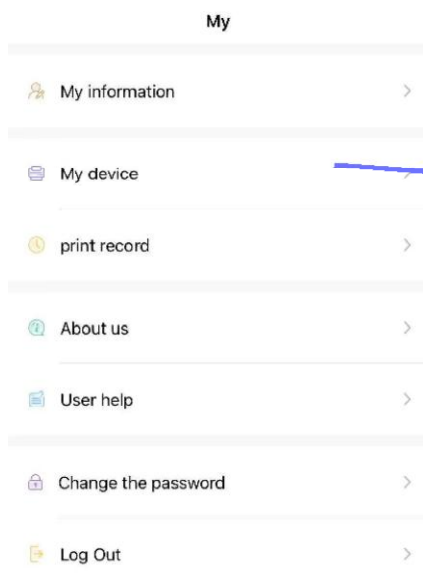 My
My information
My device
print record
About us
User help
Change the password
Log Out